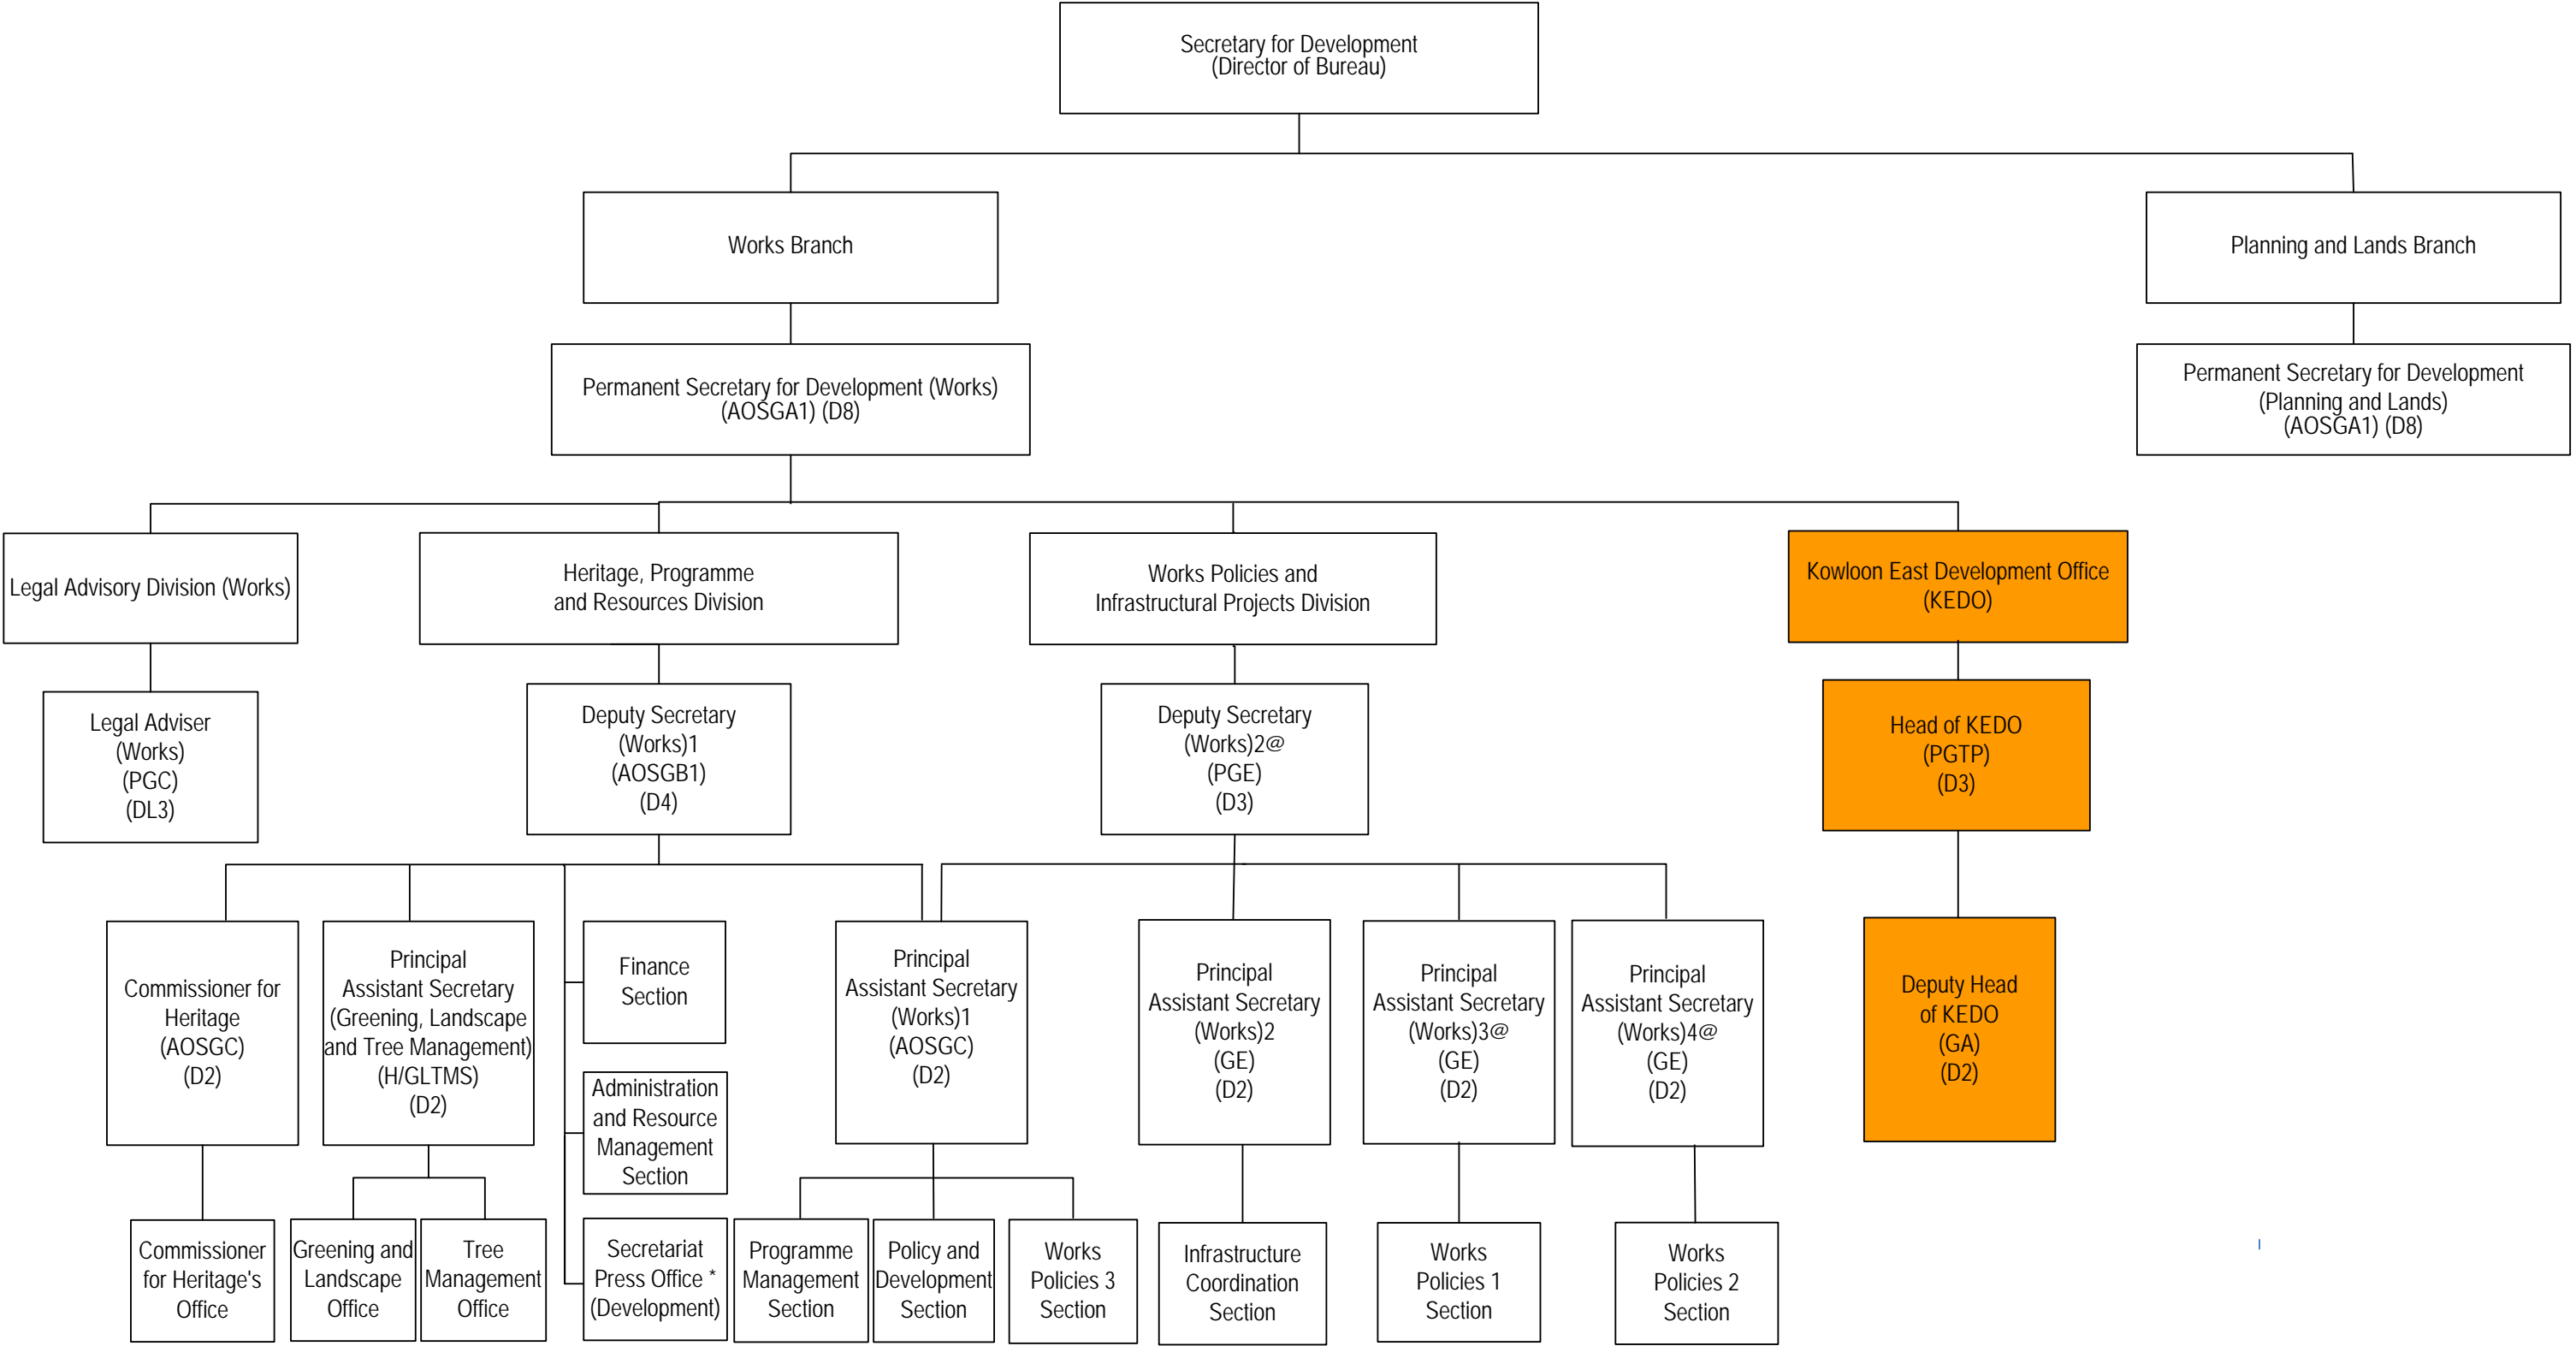 Secretary for Development
(Director of Bureau)
Works Branch
Planning and Lands Branch
Permanent Secretary for Development (Works)
(AOSGA1) (D8)
Permanent Secretary for Development
(Planning and Lands)
(AOSGA1) (D8)
Legal Advisory Division (Works)
Heritage, Programme
and Resources Division
Works Policies and
Infrastructural Projects Division
Kowloon East Development Office
(KEDO)
Legal Adviser
(Works)
(PGC)
(DL3)
Deputy Secretary
(Works)1
(AOSGB1)
(D4)
Deputy Secretary
(Works)2@
(PGE)
(D3)
Head of KEDO
(PGTP)
(D3)
Commissioner for
Heritage
(AOSGC)
(D2)
Principal
Assistant Secretary
(Greening, Landscape
and Tree Management)
(H/GLTMS)
(D2)
Finance
Section
Administration
and Resource
Management
Section
Secretariat
Press Office *
(Development)
Principal
Assistant Secretary
(Works)1
(AOSGC)
(D2)
Principal
Assistant Secretary
(Works)2
(GE)
(D2)
Principal
Assistant Secretary
(Works)3@
(GE)
(D2)
Principal
Assistant Secretary
(Works)4@
(GE)
(D2)
Deputy Head
of KEDO
(GA)
(D2)
Commissioner
for Heritage's
Office
Greening and
Landscape
Office
Tree
Management
Office
Programme
Management
Section
Policy and
Development
Section
Works
Policies 3
Section
Infrastructure
Coordination
Section
Works
Policies 1
Section
Works
Policies 2
Section